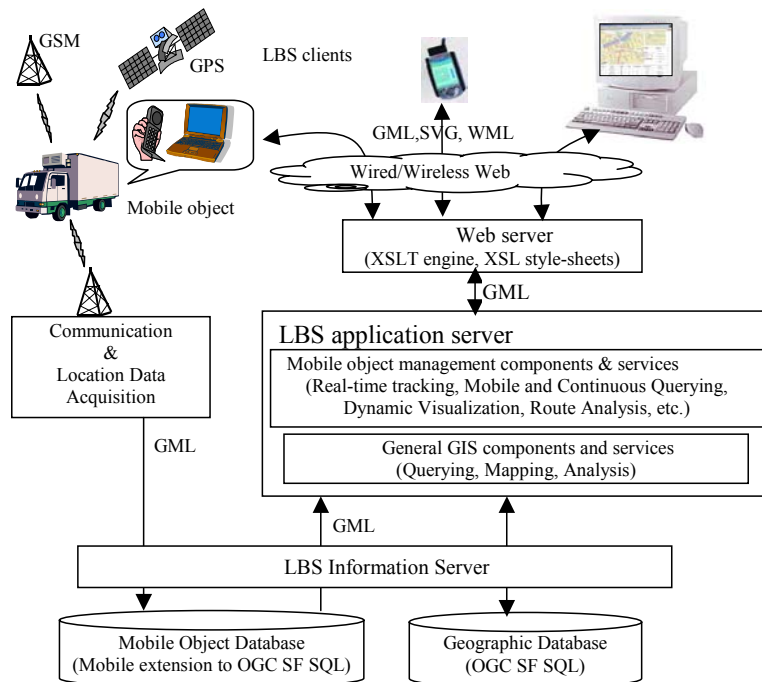 GSM
GPS
LBS clients
GML,SVG, WML
Wired/Wireless Web
Mobile object
Web server
(XSLT engine, XSL style-sheets)
GML
Communication
&
Location Data
Acquisition
LBS application server
Mobile object management components & services
(Real-time tracking, Mobile and Continuous Querying,
Dynamic Visualization, Route Analysis, etc.)
General GIS components and services
(Querying, Mapping, Analysis)
GML
GML
LBS Information Server
Mobile Object Database
(Mobile extension to OGC SF SQL)
Geographic Database
(OGC SF SQL)